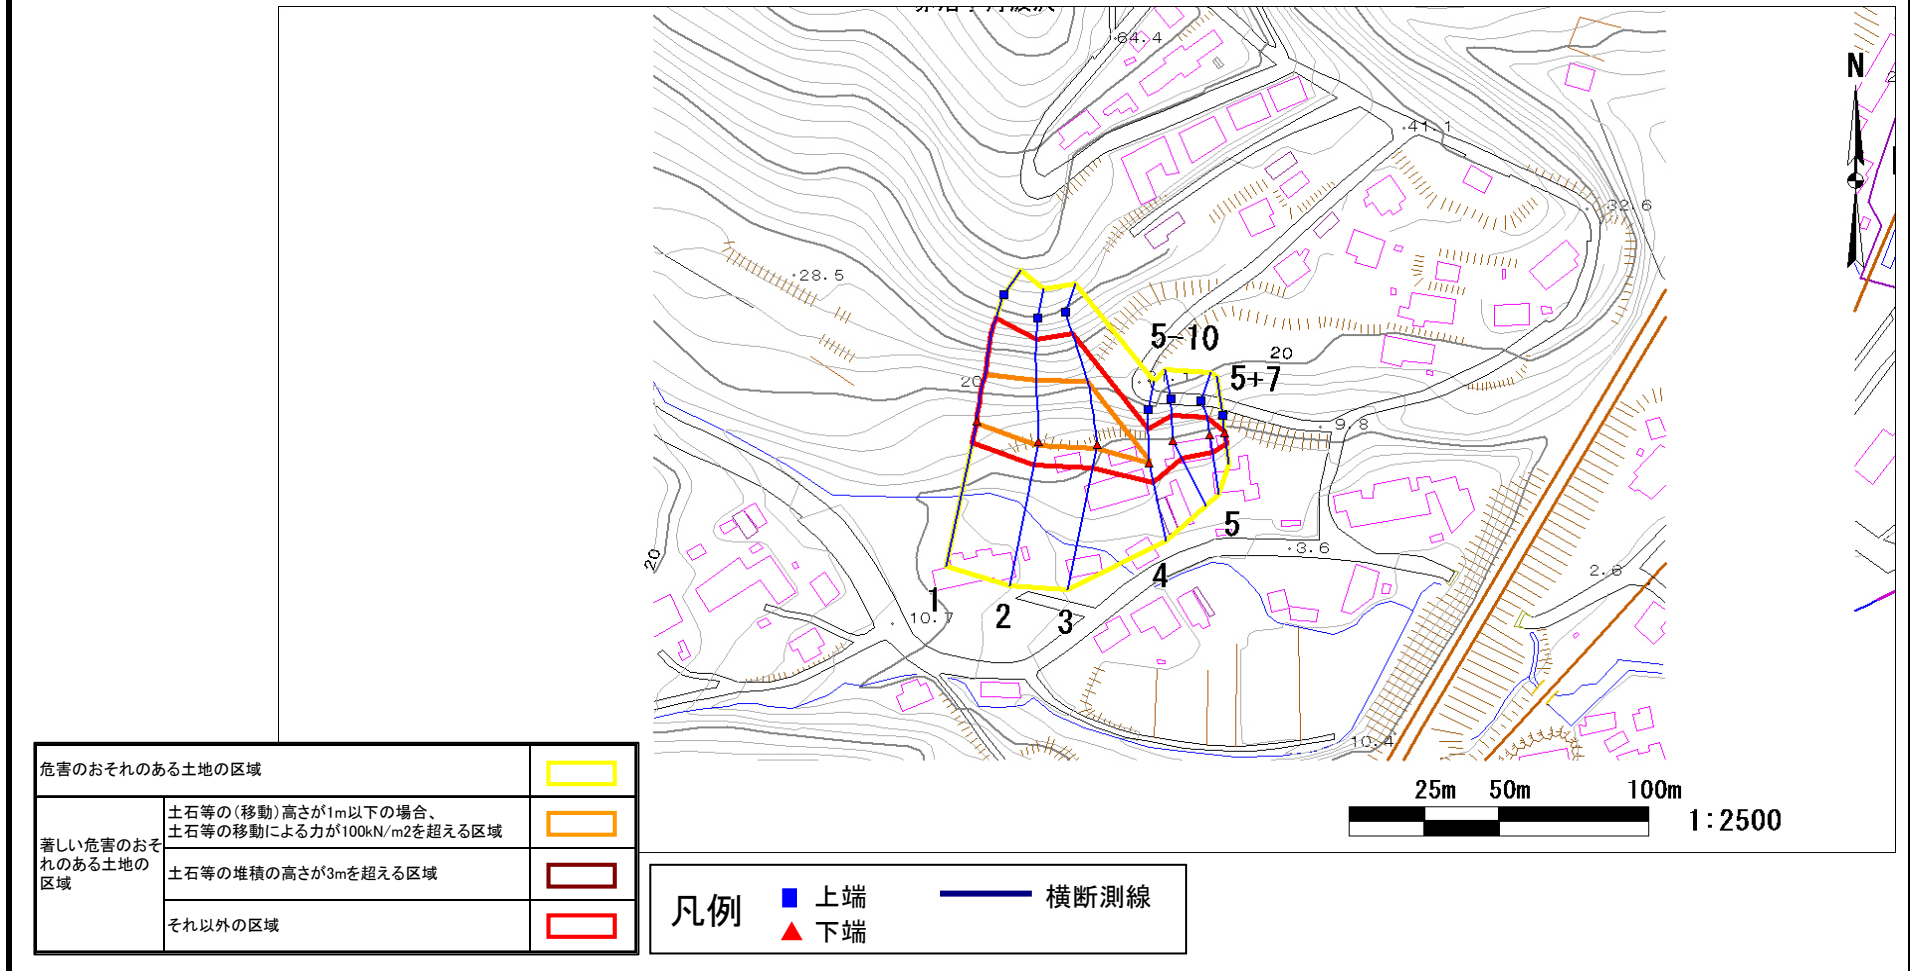 64.4
N
41.1
32.6
28.5
5-10
20
5+7
20
9.8
5
3.6
20
4
2.6
1
2
3
10.7
10.4
危害のおそれのある土地の区域
著しい危害のおそ
れのある土地の
区域
土石等の(移動)高さが1m以下の場合、
土石等の移動による力が100kN/m2を超える区域
土石等の堆積の高さが3mを超える区域
それ以外の区域
25m 50m 100m
1:2500
凡例
上端
横断測線
下端